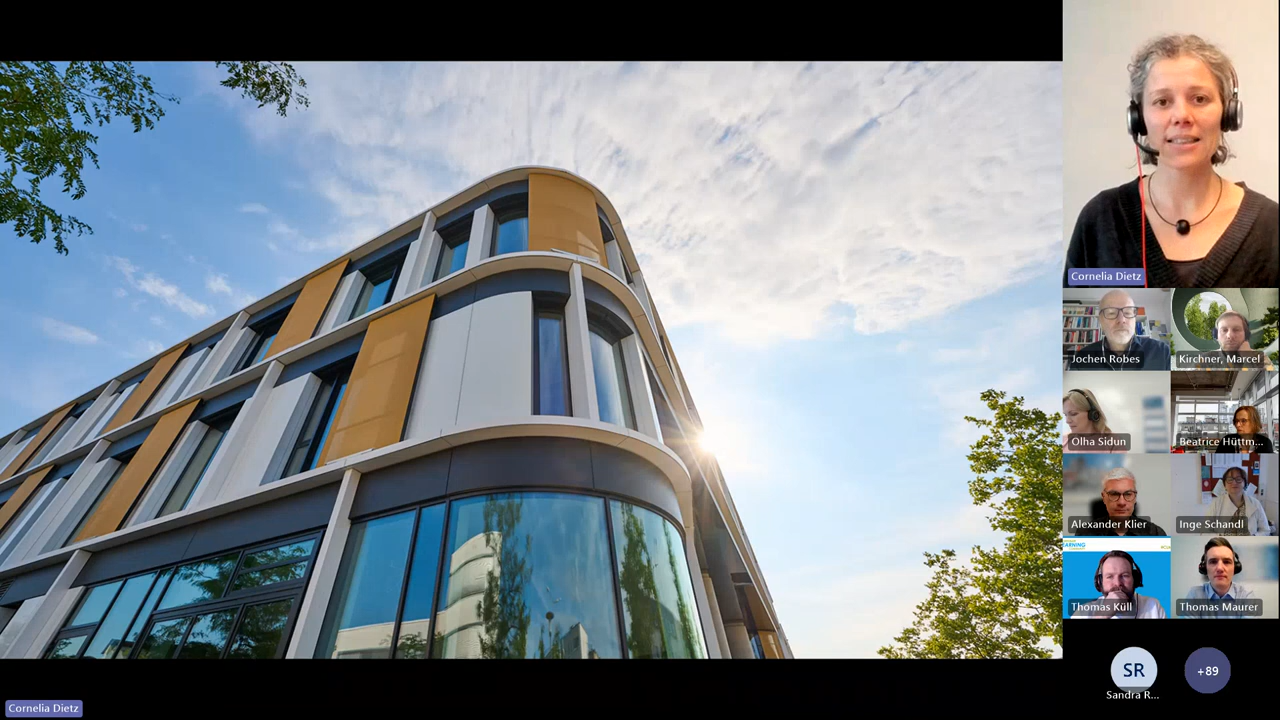 Cornelia Dietz
Jochen Robes
Kirchner, Marcel
Olha Sidun
Beatrice Hüttm...
Alexander Klier
Inge Schandl
EARNING
Thomas Küll
Thomas Maurer
SR
+89
Sandra R...
Cornelia Dietz